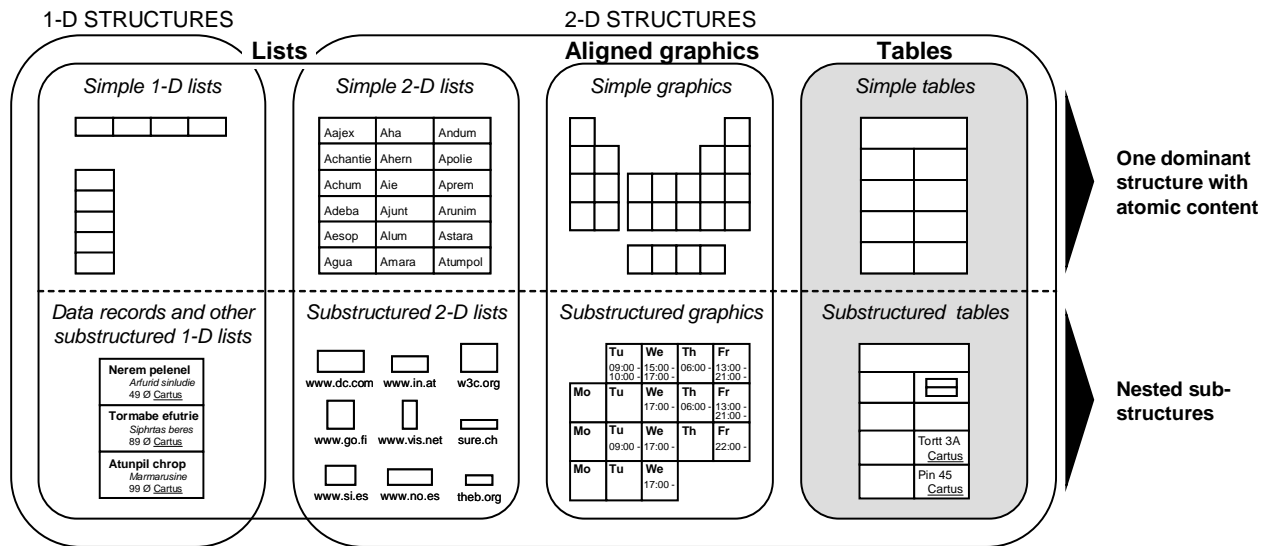 1-D STRUCTURES
2-D STRUCTURES
Lists
Aligned graphics
Tables
Simple 1-D lists
Simple 2-D lists
Aajex Aha Andum
Achantie Ahern Apolie
Achum Aie Aprem
Adeba Ajunt Arunim
Aesop Alum Astara
Agua Amara Atumpol
Simple graphics
Simple tables
One dominant
structure with
atomic content
Data records and other
substructured 1-D lists
Nerem pelenel
Arfurid sinludie
49 Ø Cartus
Tormabe efutrie
Siphrtas beres
89 Ø Cartus
Atunpil chrop
Marmarusine
99 Ø Cartus
Substructured 2-D lists
www.dc.com www.in.at w3c.org
www.go.fi www.vis.net sure.ch
www.si.es www.no.es theb.org
Substructured graphics
Tu We Th Fr
09:00 - 15:00 - 06:00 - 13:00 -
10:00 - 17:00 - 21:00 -
Mo Tu We Th Fr
17:00 - 06:00 - 13:00 -
21:00 -
Mo Tu We Th Fr
09:00 - 17:00 - 22:00 -
Mo Tu We
17:00 -
Substructured tables
Tortt 3A
Cartus
Pin 45
Cartus
Nested sub-
structures